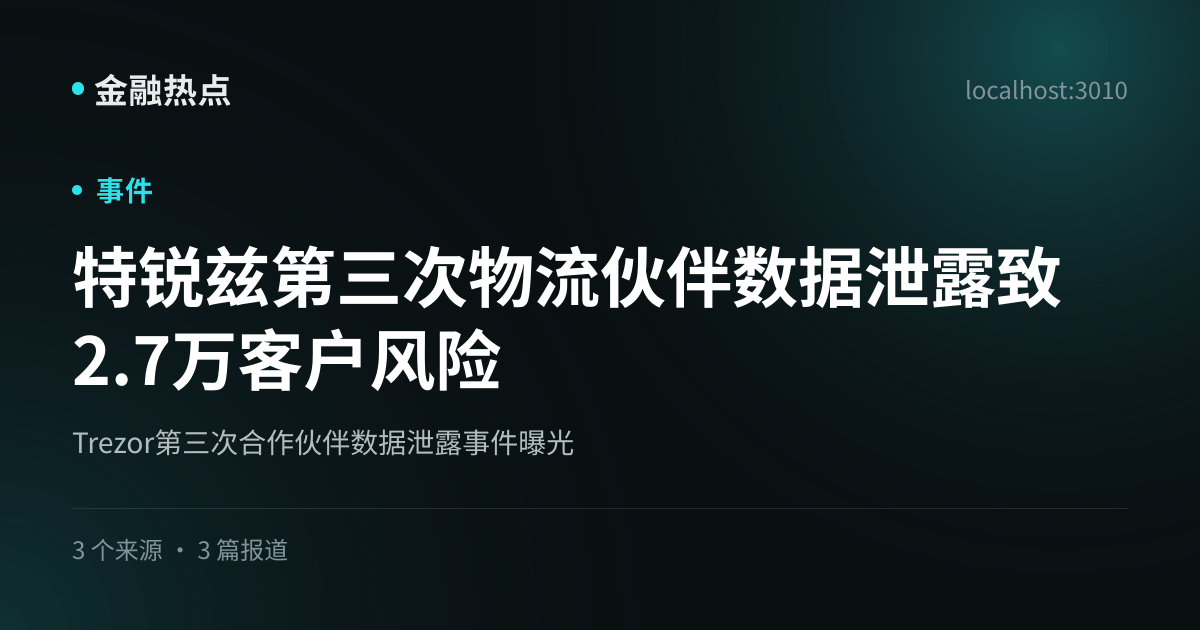 金融热点
localhost:3010
事件
特锐兹第三次物流伙伴数据泄露致
2.7万客户风险
Trezor第三次合作伙伴数据泄露事件曝光
3 个来源 · 3 篇报道